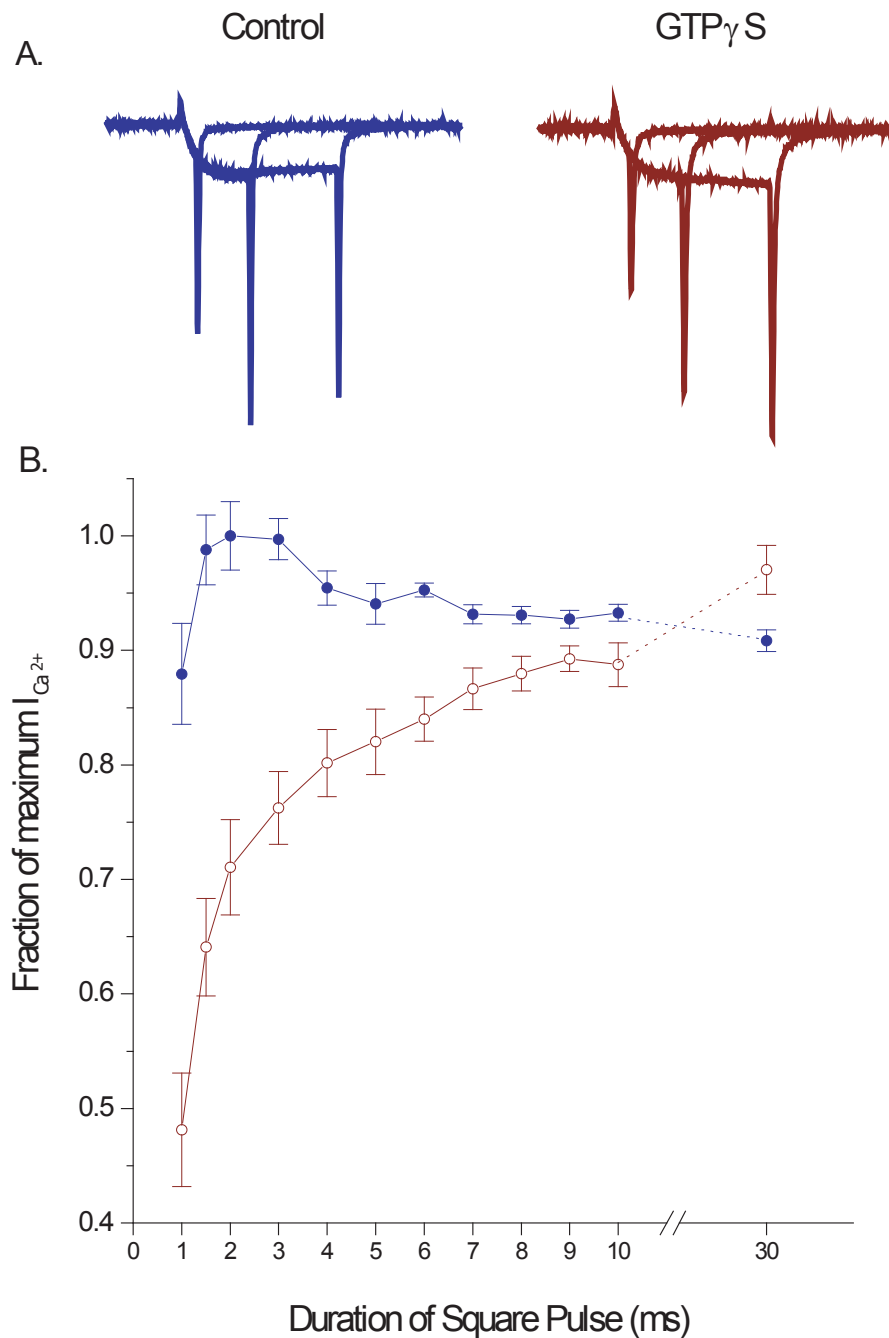 Control
GTPγ S
A.
B.
1.0
0.9
0.8
0.7
0.6
0.5
0.4
Fraction of maximum I Ca 2+
0 1 2 3 4 5 6 7 8 9 10 30
Duration of Square Pulse (ms)